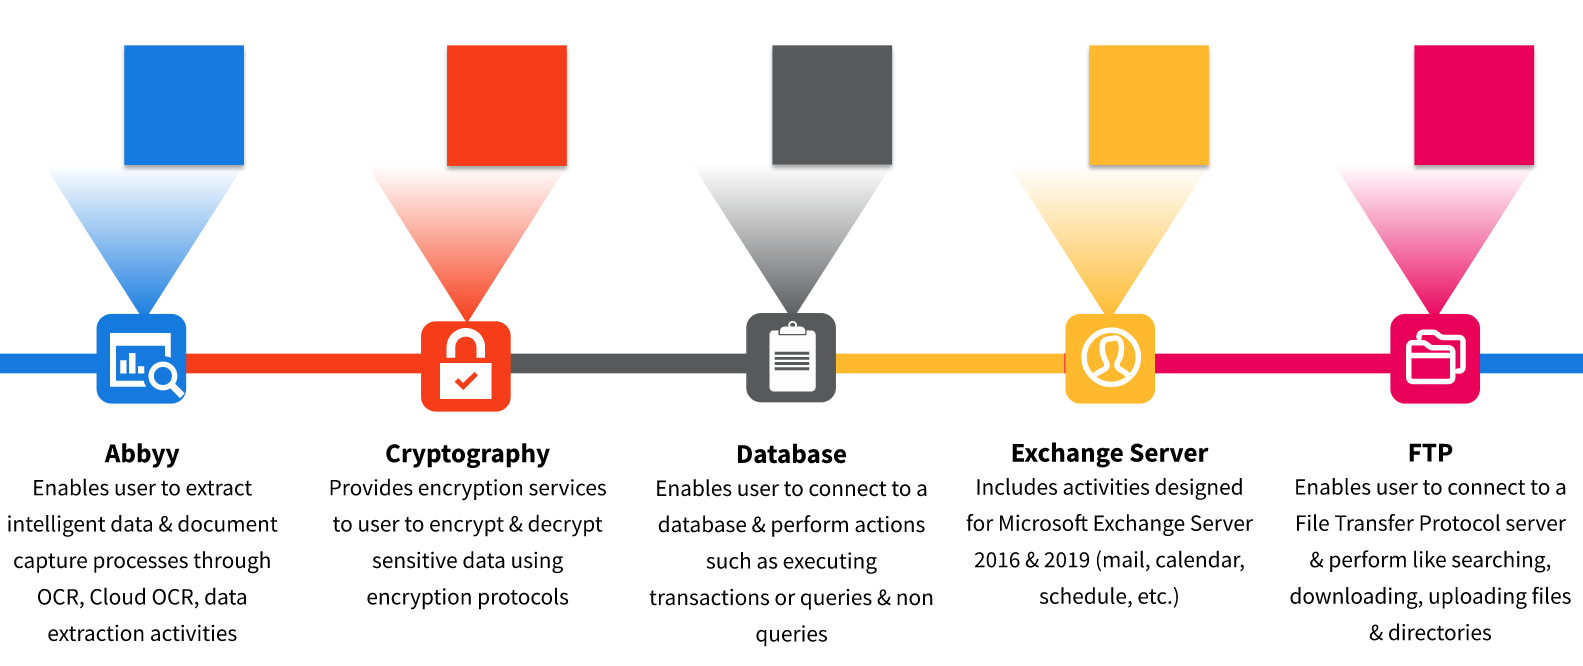 Abbyy
Enables user to extract
intelligent data & document
capture processes through
OCR, Cloud OCR, data
extraction activities
Cryptography
Provides encryption services
to user to encrypt & decrypt
sensitive data using
encryption protocols
Database
Enables user to connect to a
database & perform actions
such as executing
transactions or queries & non
queries
Exchange Server
Includes activities designed
for Microsoft Exchange Server
2016 & 2019 (mail, calendar,
schedule, etc.)
FTP
Enables user to connect to a
File Transfer Protocol server
& perform like searching,
downloading, uploading files
& directories